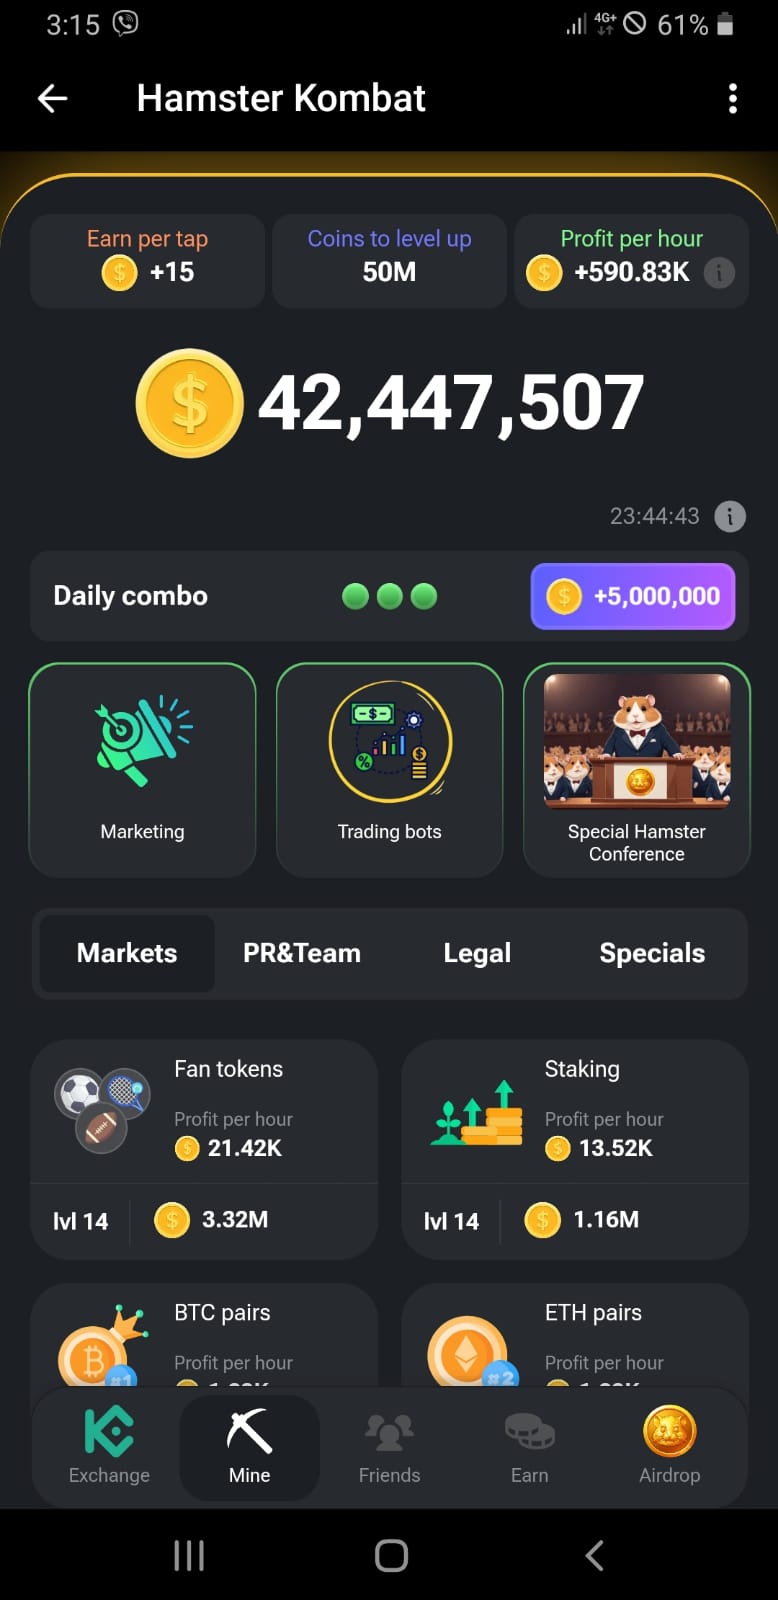 3:15
4G+
61%
Hamster Kombat
Earn per tap
+15
Coins to level up
50M
Profit per hour
+590.83K
42,447,507
23:44:43
Daily combo
+5,000,000
Marketing
Trading bots
Special Hamster
Conference
Markets
PR&Team
Legal
Specials
Fan tokens
Profit per hour
21.42K
lvl 14
3.32M
Staking
Profit per hour
13.52K
lvl 14
1.16M
BTC pairs
#1
Profit per hour
ETH pairs
#2
Profit per hour
Exchange
Mine
Friends
Earn
Airdrop